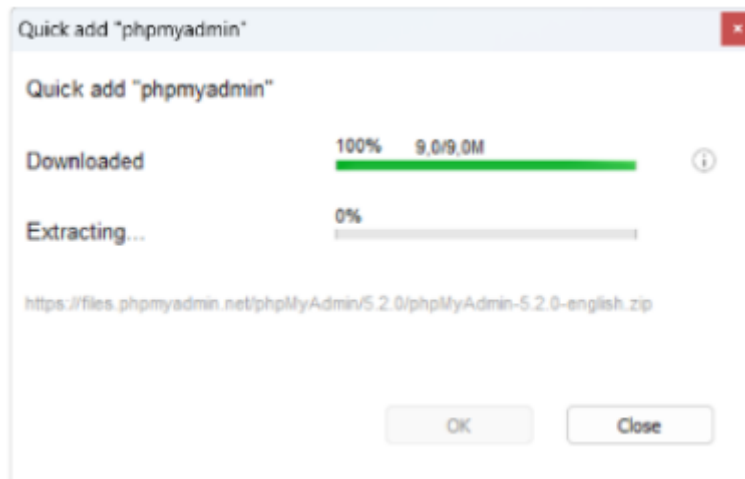 Quick add "phpmyadmin"
Quick add "phpmyadmin"
100% 9,0/9,0M
Downloaded
0%
Extracting...
https://files.phpmyadmin.net/phpMyAdmin/5.2.0/phpMyAdmin-5.2.0-english.zip
OK Close